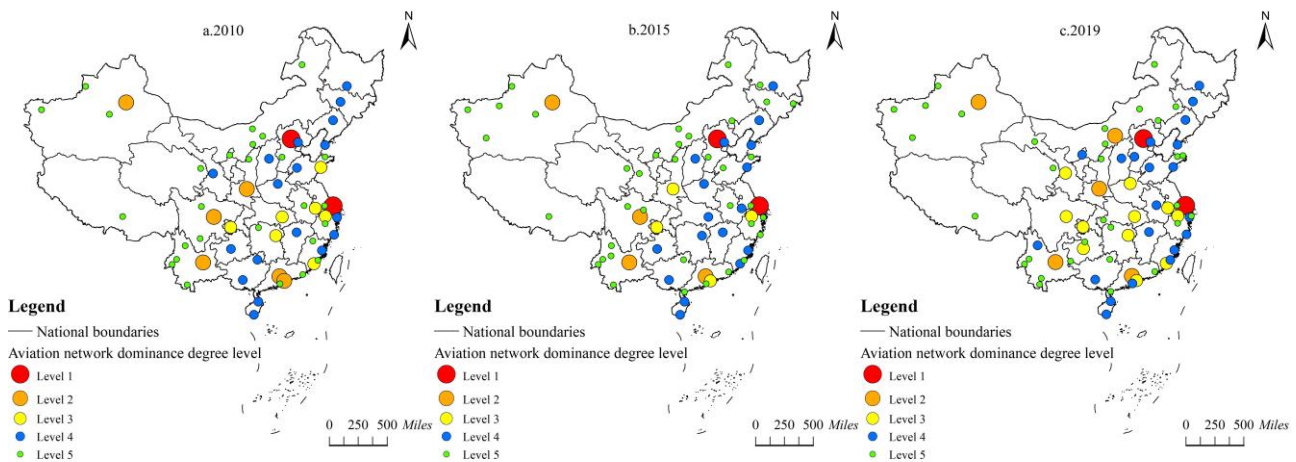 a.2010
N
Legend
National boundaries
Aviation network dominance degree level
Level 1
Level 2
Level 3
Level 4
Level 5
0 250 500 Miles
b.2015
N
Legend
National boundaries
Aviation network dominance degree level
Level 1
Level 2
Level 3
Level 4
Level 5
0 250 500 Miles
c.2019
N
Legend
National boundaries
Aviation network dominance degree level
Level 1
Level 2
Level 3
Level 4
Level 5
0 250 500 Miles